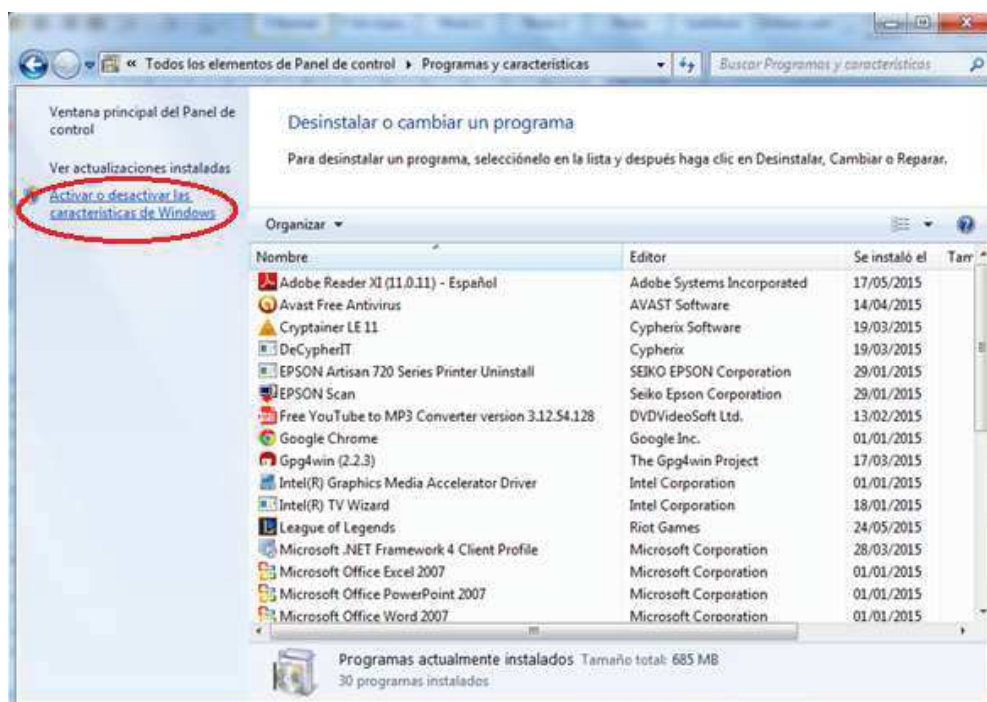 « Todos los elementos de Panel de control ▸ Programas y características
Buscar Programas y características
Ventana principal del Panel de
control
Ver actualizaciones instaladas
Activar o desactivar las
características de Windows
Desinstalar o cambiar un programa
Para desinstalar un programa, selecciónelo en la lista y después haga clic en Desinstalar, Cambiar o Reparar.
Organizar
Nombre Editor Se instaló el Tam
Adobe Reader XI (11.0.11) - Español Adobe Systems Incorporated 17/05/2015
Avast Free Antivirus AVAST Software 14/04/2015
Cryptainer LE 11 Cypherix Software 19/03/2015
DeCypherIT Cypherix 19/03/2015
EPSON Artisan 720 Series Printer Uninstall SEIKO EPSON Corporation 29/01/2015
EPSON Scan Seiko Epson Corporation 29/01/2015
Free YouTube to MP3 Converter version 3.12.54.128 DVDVideoSoft Ltd. 13/02/2015
Google Chrome Google Inc. 01/01/2015
Gpg4win (2.2.3) The Gpg4win Project 17/03/2015
Intel(R) Graphics Media Accelerator Driver Intel Corporation 01/01/2015
Intel(R) TV Wizard Intel Corporation 18/01/2015
League of Legends Riot Games 24/05/2015
Microsoft .NET Framework 4 Client Profile Microsoft Corporation 28/03/2015
Microsoft Office Excel 2007 Microsoft Corporation 01/01/2015
Microsoft Office PowerPoint 2007 Microsoft Corporation 01/01/2015
Microsoft Office Word 2007 Microsoft Corporation 01/01/2015
Programas actualmente instalados Tamaño total: 685 MB
30 programas instalados